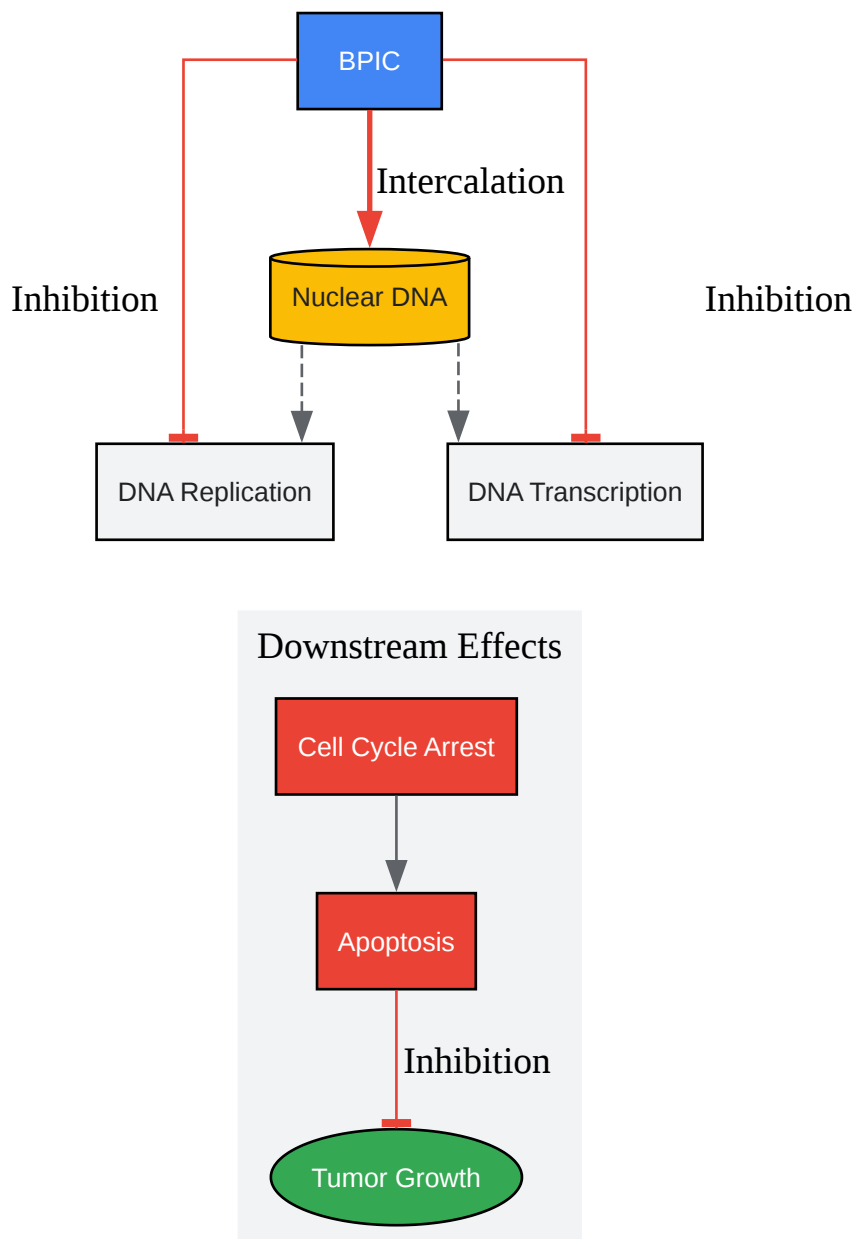 BPIC
Intercalation
Nuclear DNA
Inhibition
Inhibition
DNA Replication
DNA Transcription
Downstream Effects
Cell Cycle Arrest
Apoptosis
Inhibition
Tumor Growth